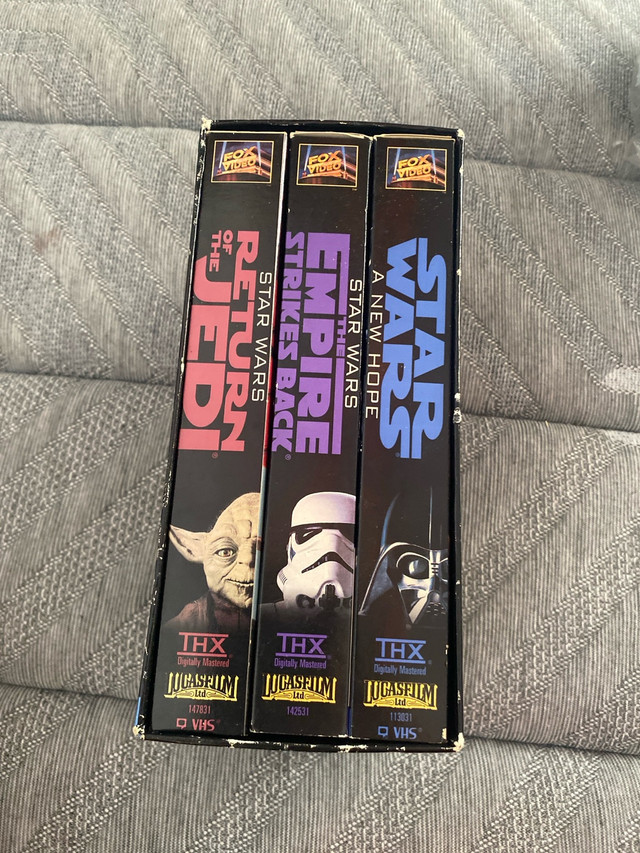 FOX
VIDEO
STAR WARS
RETURN
OF
THE
JEDI
THX
Digitally Mastered
LUCASFILM
Ltd
147831
VHS
FOX
VIDEO
STAR WARS
THE
EMPIRE
STRIKES BACK
THX
Digitally Mastered
LUCASFILM
Ltd
142531
FOX
VIDEO
STAR
WARS
A NEW HOPE
THX
Digitally Mastered
LUCASFILM
Ltd
113031
VHS